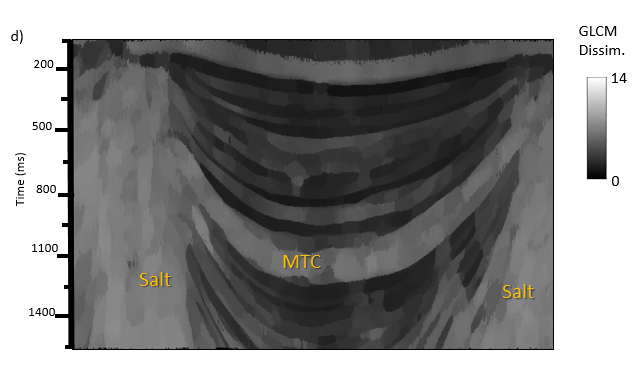 d)
GLCM
Dissim.
14
0
Time (ms)
200
500
800
1100
1400
MTC
Salt
Salt